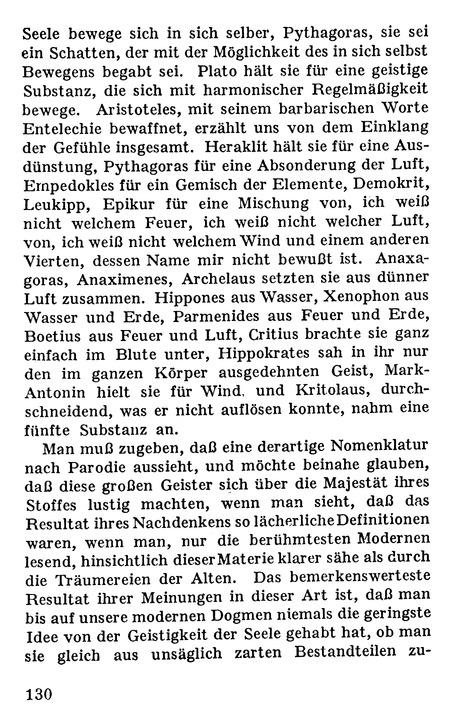 Seele bewege sich in sich selber, Pythagoras, sie sei
ein Schatten, der mit der Möglichkeit des in sich selbst
Bewegens begabt sei. Plato hält sie für eine geistige
Substanz, die sich mit harmonischer Regelmäßigkeit
bewege. Aristoteles, mit seinem barbarischen Worte
Entelechie bewaffnet, erzählt uns von dem Einklang
der Gefühle insgesamt. Heraklit hält sie für eine Aus-
dünstung, Pythagoras für eine Absonderung der Luft,
Empedokles für ein Gemisch der Elemente, Demokrit,
Leukipp, Epikur für eine Mischung von, ich weiß
nicht welchem Feuer, ich weiß nicht welcher Luft,
von, ich weiß nicht welchem Wind und einem anderen
Vierten, dessen Name mir nicht bewußt ist. Anaxa-
goras, Anaximenes, Archelaus setzten sie aus dünner
Luft zusammen. Hippones aus Wasser, Xenophon aus
Wasser und Erde, Parmenides aus Feuer und Erde,
Boetius aus Feuer und Luft, Critius brachte sie ganz
einfach im Blute unter, Hippokrates sah in ihr nur
den im ganzen Körper ausgedehnten Geist, Mark-
Antonin hielt sie für Wind, und Kritolaus, durch-
schneidend, was er nicht auflösen konnte, nahm eine
fünfte Substanz an.
Man muß zugeben, daß eine derartige Nomenklatur
nach Parodie aussieht, und möchte beinahe glauben,
daß diese großen Geister sich über die Majestät ihres
Stoffes lustig machten, wenn man sieht, daß das
Resultat ihres Nachdenkens so lächerliche Definitionen
waren, wenn man, nur die berühmtesten Modernen
lesend, hinsichtlich dieser Materie klarer sähe als durch
die Träumereien der Alten. Das bemerkenswerteste
Resultat ihrer Meinungen in dieser Art ist, daß man
bis auf unsere modernen Dogmen niemals die geringste
Idee von der Geistigkeit der Seele gehabt hat, ob man
sie gleich aus unsäglich zarten Bestandteilen zu-
130